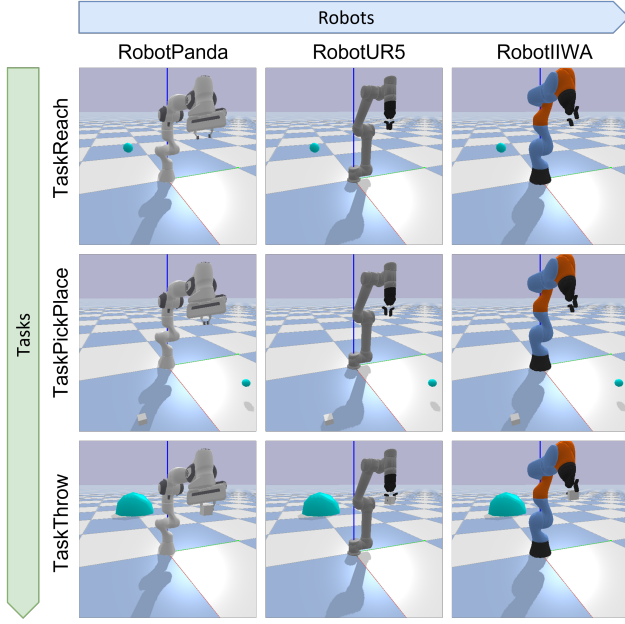 Robots
RobotPanda
RobotUR5
RobotIIWA
Tasks
TaskReach
TaskPickPlace
TaskThrow